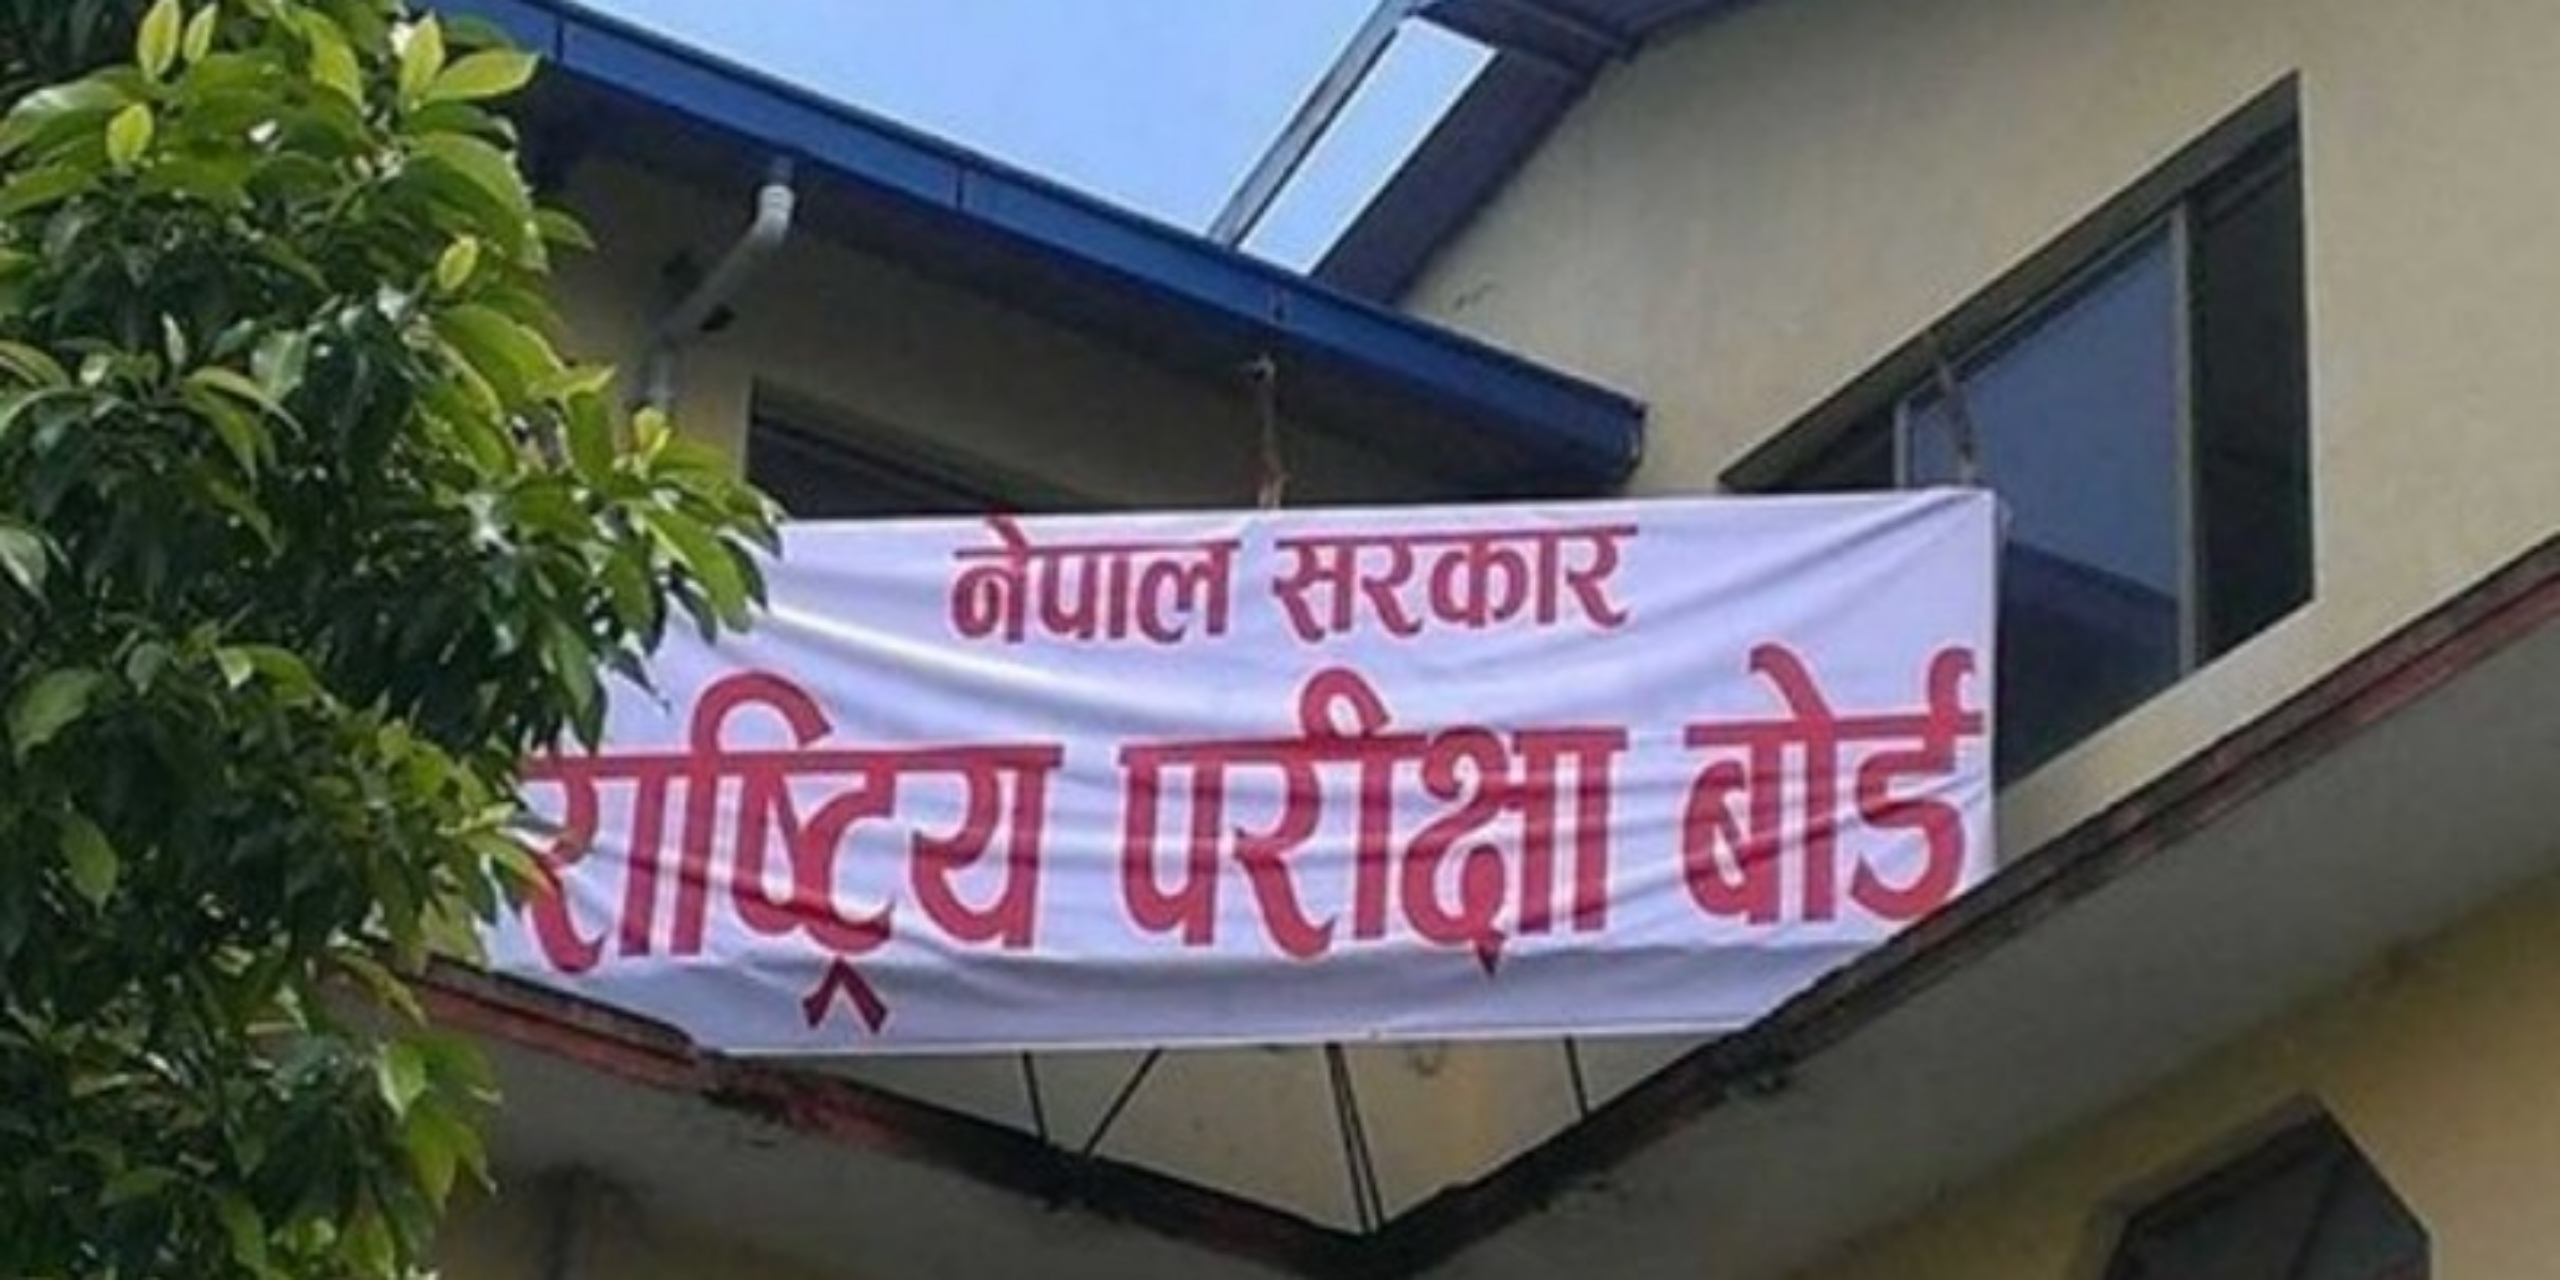 नेपाल सरकार
राष्ट्रिय परीक्षा बोर्ड